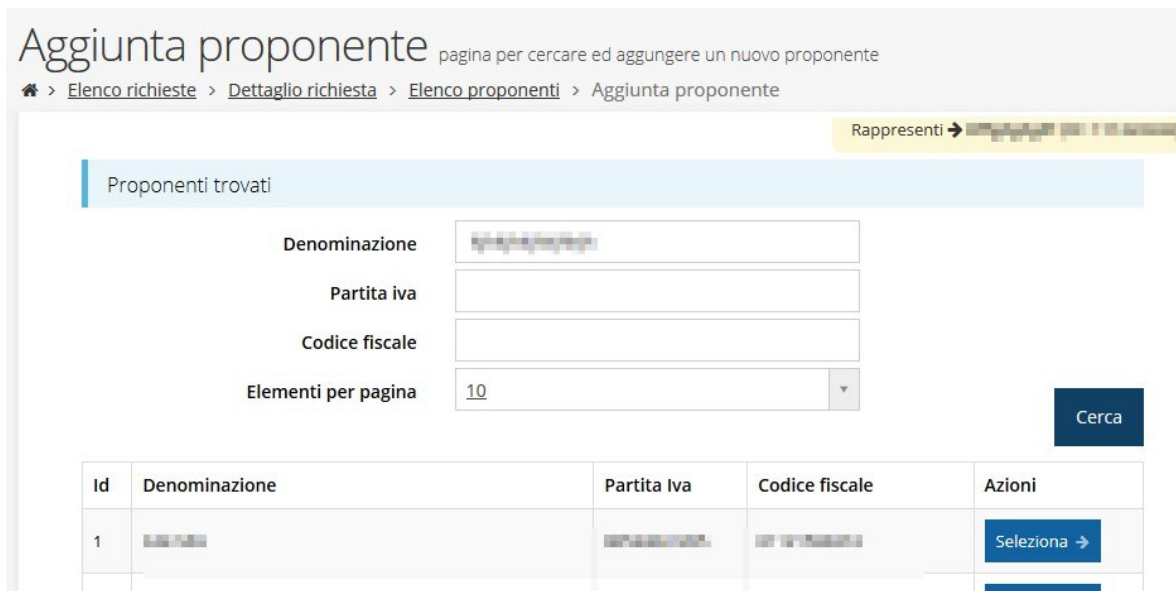 Aggiunta proponente pagina per cercare ed aggungere un nuovo proponente
> Elenco richieste > Dettaglio richiesta > Elenco proponenti > Aggiunta proponente
Rappresenti →
Proponenti trovati
Denominazione
Partita iva
Codice fiscale
Elementi per pagina 10
Cerca
Id Denominazione Partita Iva Codice fiscale Azioni
1 Seleziona →